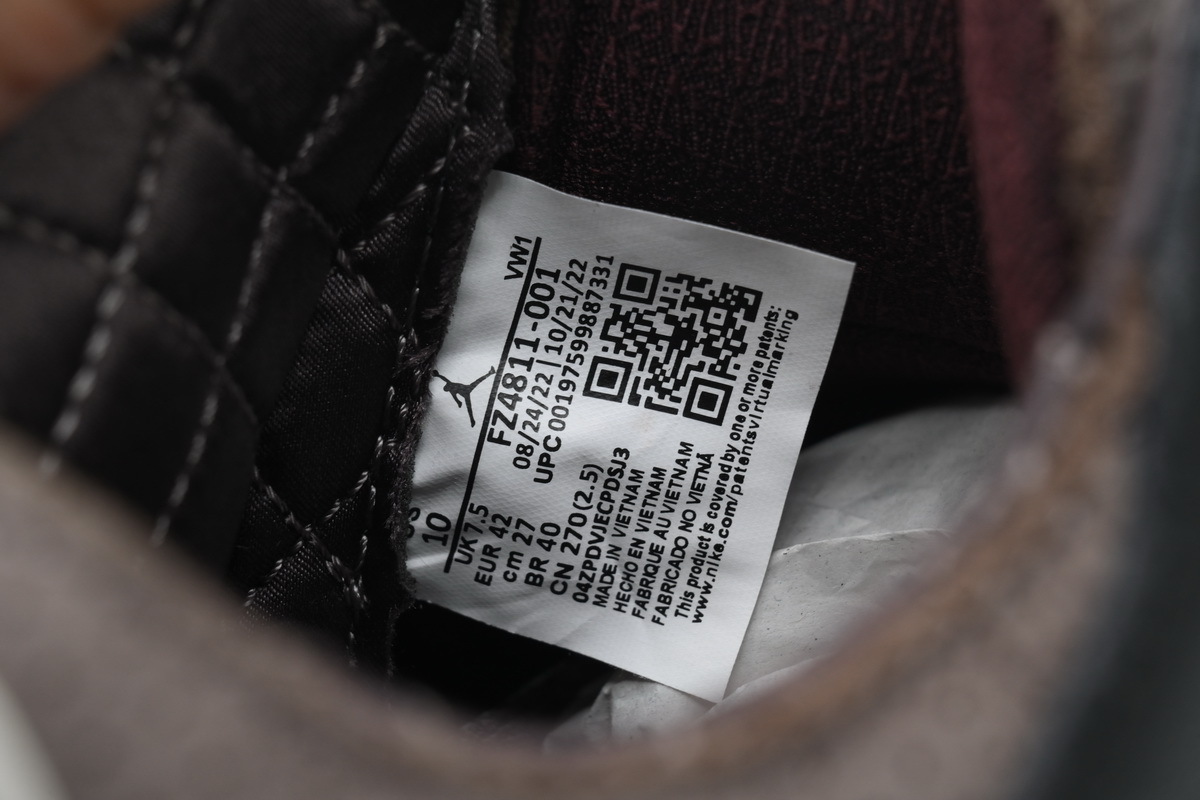 VW1
10
FZ4811-001
08/24/22 | 10/21/22
UPC 00197599887331
UK 7.5
EUR 42
cm 27
BR 40
CN 270(2.5)
04ZPDVJECPDSJ3
MADE IN VIETNAM
HECHO EN VIETNAM
FABRIQUE AU VIETNAM
FABRICADO NO VIETNÃ
This product is covered by one or more patents:
www.nike.com/patentsvirtualmarking